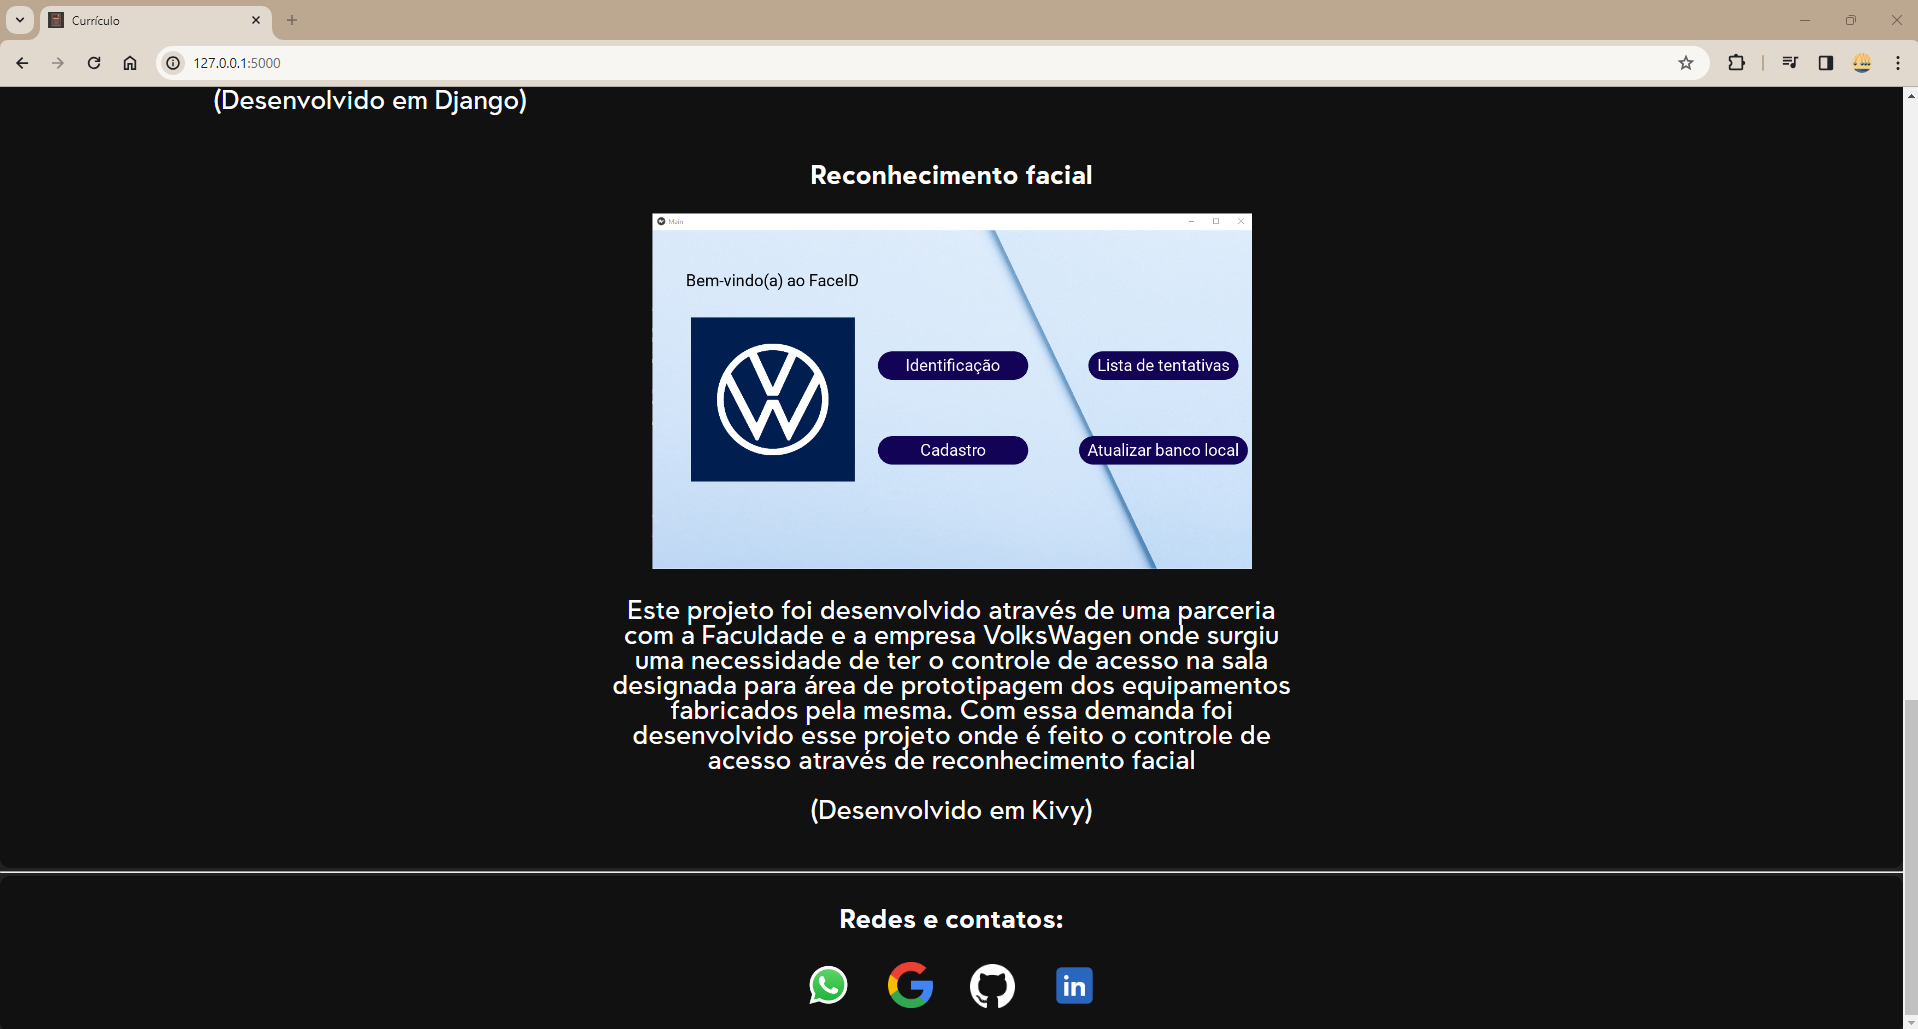 Currículo
127.0.0.1:5000
(Desenvolvido em Django)
Reconhecimento facial
Main
Bem-vindo(a) ao FaceID
Identificação
Lista de tentativas
Cadastro
Atualizar banco local
Este projeto foi desenvolvido através de uma parceria
com a Faculdade e a empresa VolksWagen onde surgiu
uma necessidade de ter o controle de acesso na sala
designada para área de prototipagem dos equipamentos
fabricados pela mesma. Com essa demanda foi
desenvolvido esse projeto onde é feito o controle de
acesso através de reconhecimento facial
(Desenvolvido em Kivy)
Redes e contatos:
in